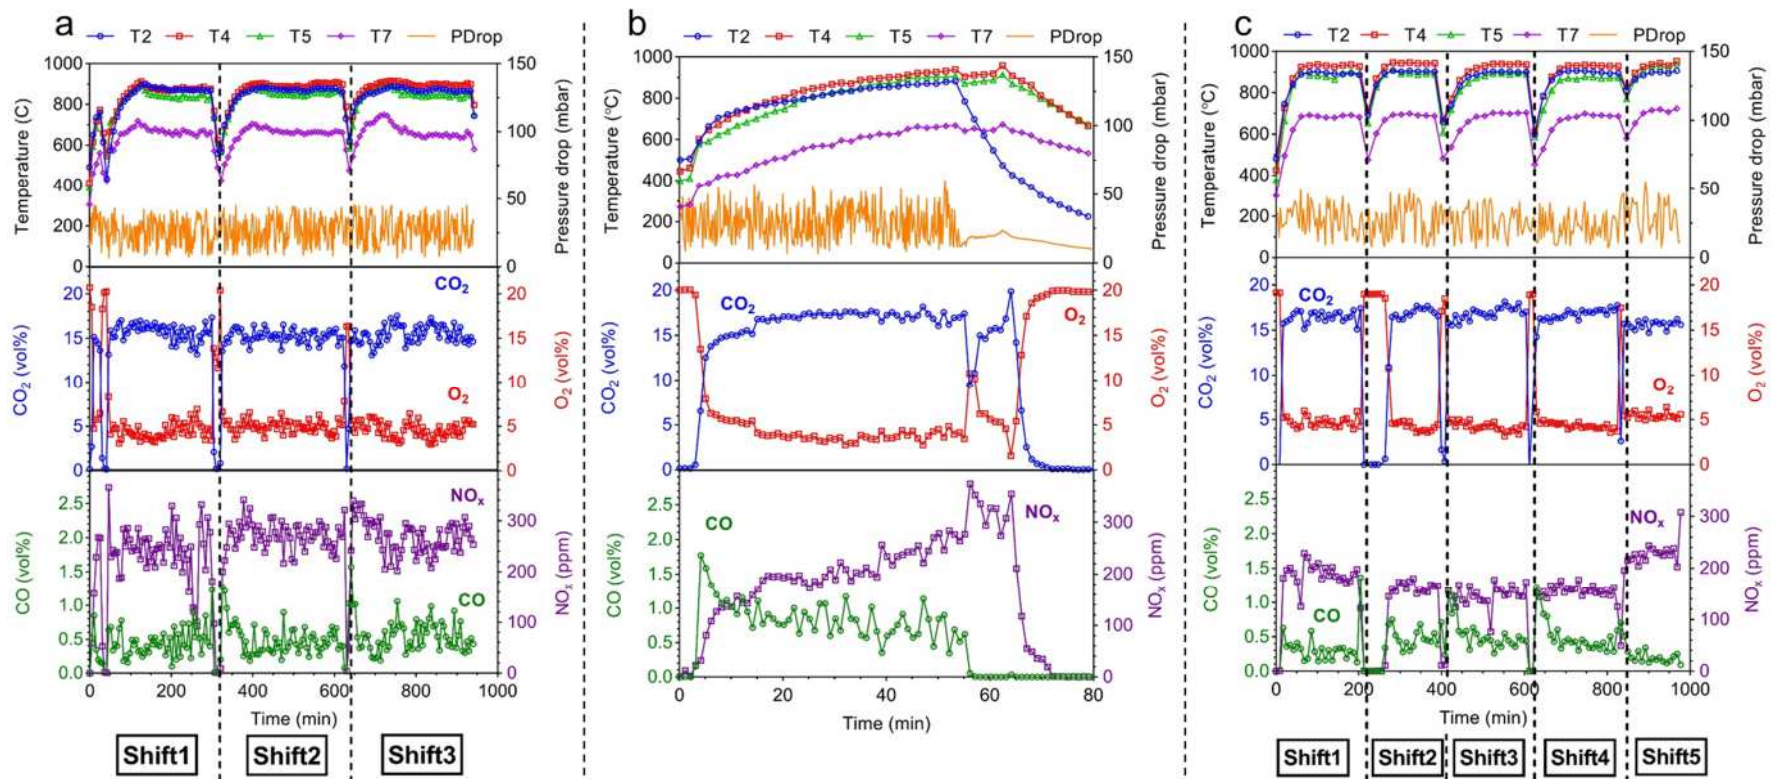 a
T2 T4 T5 T7 PDrop
1000
800
600
400
200
0
Temperature (C)
150
100
50
0
Pressure drop (mbar)
CO2
O2
20
15
10
5
0
CO2 (vol%)
20
15
10
5
0
O2 (vol%)
NOx
CO
2.5
2.0
1.5
1.0
0.5
0.0
CO (vol%)
300
200
100
0
NOx (ppm)
0 200 400 600 800 1000
Time (min)
Shift1 Shift2 Shift3
b
T2 T4 T5 T7 PDrop
1000
800
600
400
200
0
Temperature (°C)
150
100
50
0
Pressure drop (mbar)
CO2
O2
20
15
10
5
0
CO2 (vol%)
20
15
10
5
0
O2 (vol%)
CO
NOx
2.5
2.0
1.5
1.0
0.5
0.0
CO (vol%)
300
200
100
0
NOx (ppm)
0 20 40 60 80
Time (min)
c
T2 T4 T5 T7 PDrop
1000
800
600
400
200
0
Temperature (°C)
150
100
50
0
Pressure drop (mbar)
CO2
O2
20
15
10
5
0
CO2 (vol%)
20
15
10
5
0
O2 (vol%)
NOx
CO
2.5
2.0
1.5
1.0
0.5
0.0
CO (vol%)
300
200
100
0
NOx (ppm)
0 200 400 600 800 1000
Time (min)
Shift1 Shift2 Shift3 Shift4 Shift5